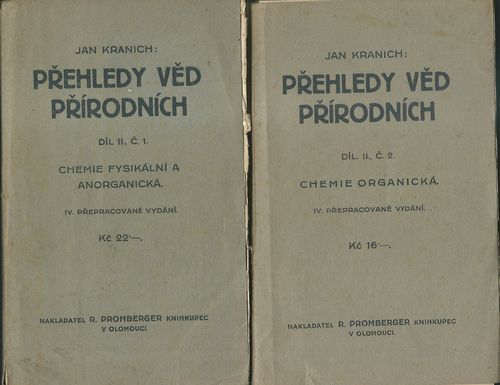 JAN KRANICH:
PŘEHLEDY VĚD
PŘÍRODNÍCH
DÍL II., Č. 1.
CHEMIE FYSIKÁLNÍ A
ANORGANICKÁ.
IV. PŘEPRACOVANÉ VYDÁNÍ.
Kč 22·—.
NAKLADATEL R. PROMBERGER KNIHKUPEC
V OLOMOUCI.
JAN KRANICH:
PŘEHLEDY VĚD
PŘÍRODNÍCH
DÍL. II., Č. 2.
CHEMIE ORGANICKÁ.
IV. PŘEPRACOVANÉ VYDÁNÍ.
Kč 16·—.
NAKLADATEL R. PROMBERGER KNIHKUPEC
V OLOMOUCI.